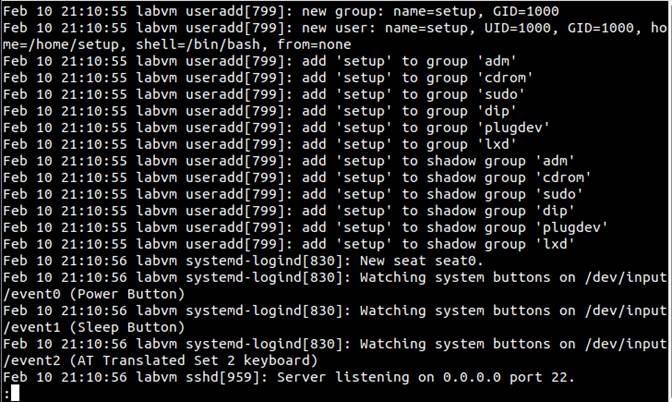 Feb 10 21:10:55 labvm useradd[799]: new group: name=setup, GID=1000
Feb 10 21:10:55 labvm useradd[799]: new user: name=setup, UID=1000, GID=1000, ho
me=/home/setup, shell=/bin/bash, from=none
Feb 10 21:10:55 labvm useradd[799]: add 'setup' to group 'adm'
Feb 10 21:10:55 labvm useradd[799]: add 'setup' to group 'cdrom'
Feb 10 21:10:55 labvm useradd[799]: add 'setup' to group 'sudo'
Feb 10 21:10:55 labvm useradd[799]: add 'setup' to group 'dip'
Feb 10 21:10:55 labvm useradd[799]: add 'setup' to group 'plugdev'
Feb 10 21:10:55 labvm useradd[799]: add 'setup' to group 'lxd'
Feb 10 21:10:55 labvm useradd[799]: add 'setup' to shadow group 'adm'
Feb 10 21:10:55 labvm useradd[799]: add 'setup' to shadow group 'cdrom'
Feb 10 21:10:55 labvm useradd[799]: add 'setup' to shadow group 'sudo'
Feb 10 21:10:55 labvm useradd[799]: add 'setup' to shadow group 'dip'
Feb 10 21:10:55 labvm useradd[799]: add 'setup' to shadow group 'plugdev'
Feb 10 21:10:55 labvm useradd[799]: add 'setup' to shadow group 'lxd'
Feb 10 21:10:56 labvm systemd-logind[830]: New seat seat0.
Feb 10 21:10:56 labvm systemd-logind[830]: Watching system buttons on /dev/input
/event0 (Power Button)
Feb 10 21:10:56 labvm systemd-logind[830]: Watching system buttons on /dev/input
/event1 (Sleep Button)
Feb 10 21:10:56 labvm systemd-logind[830]: Watching system buttons on /dev/input
/event2 (AT Translated Set 2 keyboard)
Feb 10 21:10:56 labvm sshd[959]: Server listening on 0.0.0.0 port 22.
: